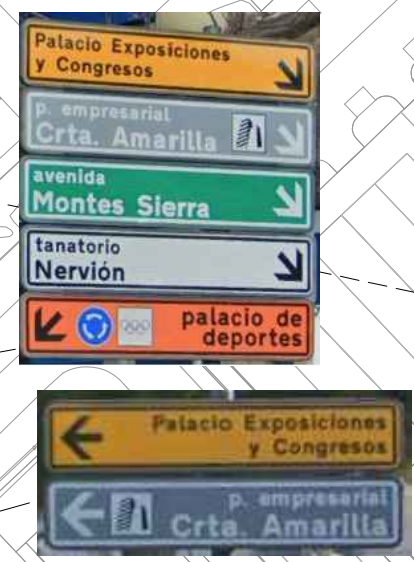 Palacio Exposiciones
y Congresos
p. empresarial
Crta. Amarilla
avenida
Montes Sierra
tanatorio
Nervión
palacio de
deportes
Palacio Exposiciones
y Congresos
p. empresarial
Crta. Amarilla